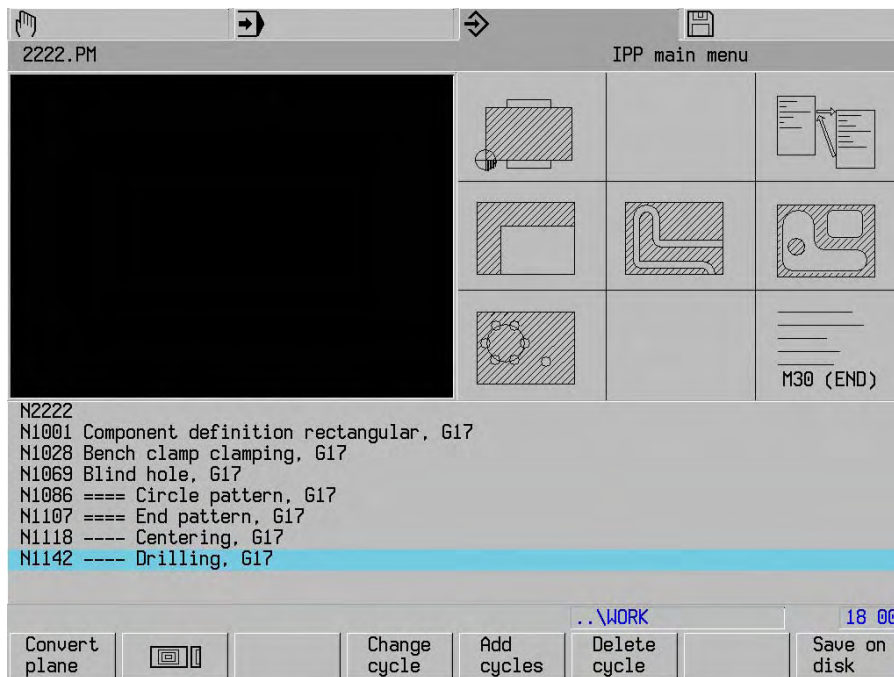 2222.PM
IPP main menu
M30 (END)
N2222
N1001 Component definition rectangular, G17
N1028 Bench clamp clamping, G17
N1069 Blind hole, G17
N1086 ==== Circle pattern, G17
N1107 ==== End pattern, G17
N1118 ---- Centering, G17
N1142 ---- Drilling, G17
..\WORK
18 00
Convert
plane
Change
cycle
Add
cycles
Delete
cycle
Save on
disk